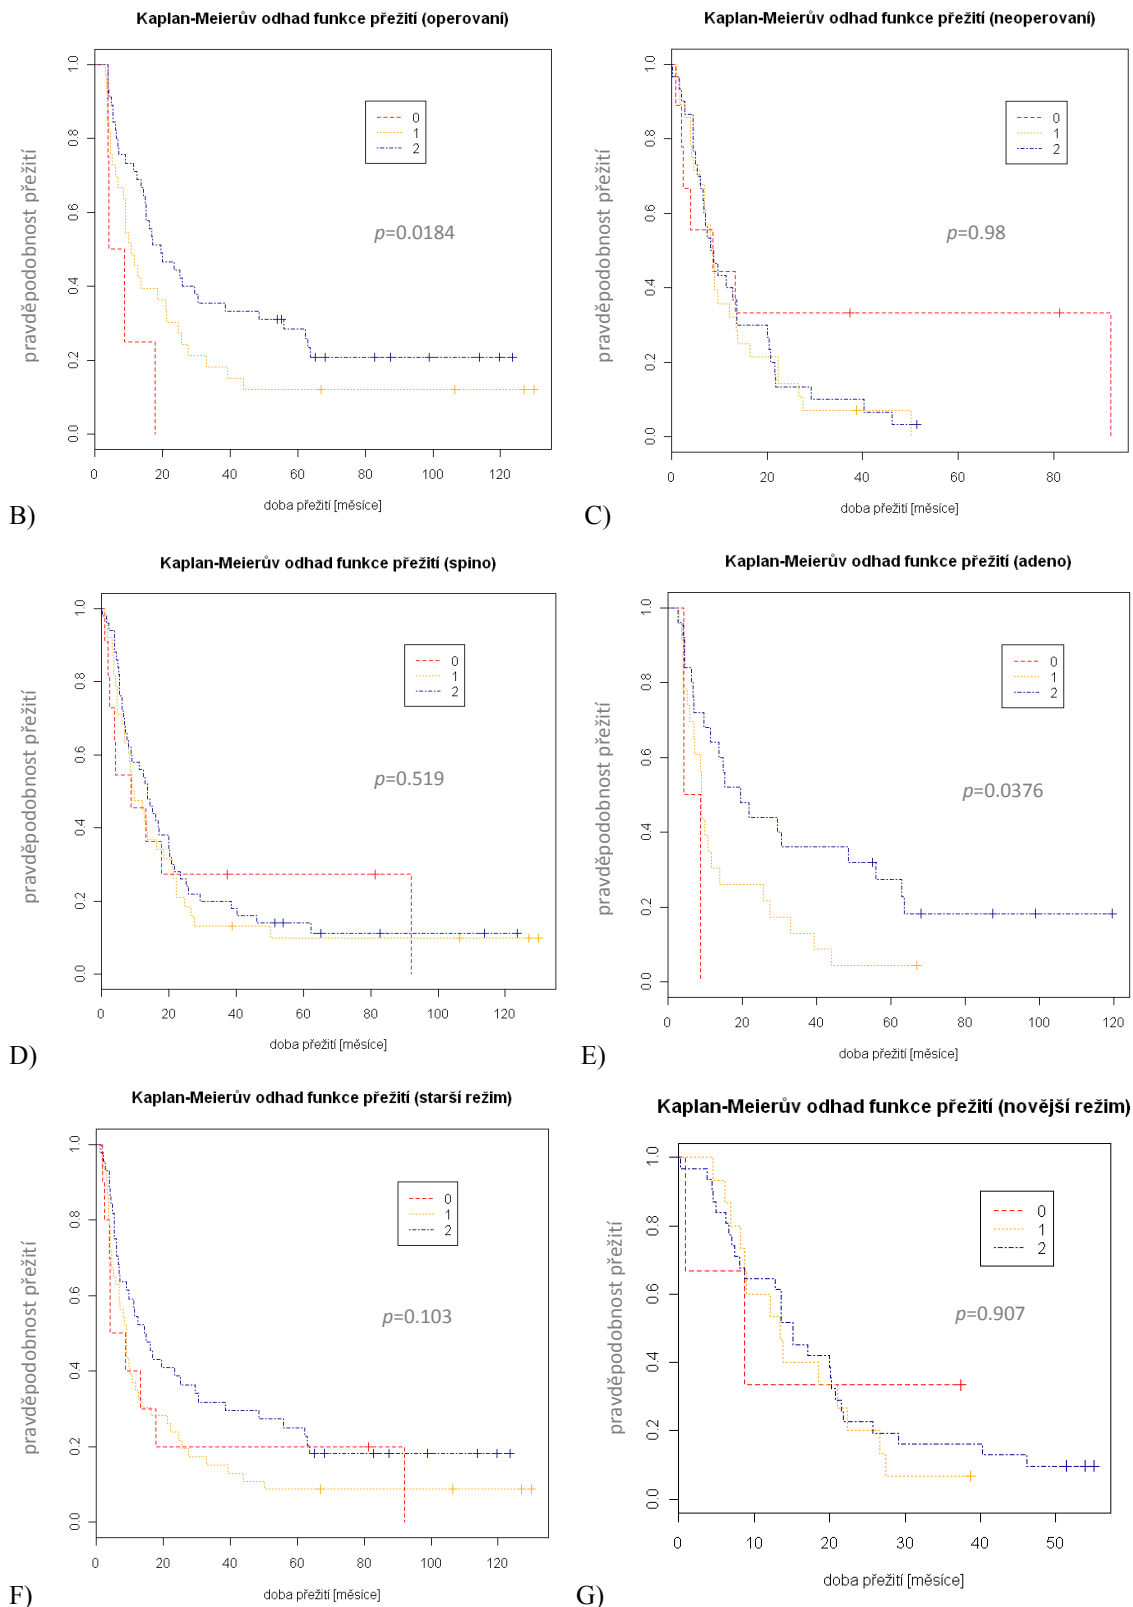 Kaplan-Meierův odhad funkce přežití (operovaní)
pravděpodobnost přežití
0.0 0.2 0.4 0.6 0.8 1.0
0
1
2
p=0.0184
0 20 40 60 80 100 120
doba přežití [měsíce]
B)
Kaplan-Meierův odhad funkce přežití (neoperovaní)
pravděpodobnost přežití
0.0 0.2 0.4 0.6 0.8 1.0
0
1
2
p=0.98
0 20 40 60 80
doba přežití [měsíce]
C)
Kaplan-Meierův odhad funkce přežití (spino)
pravděpodobnost přežití
0.0 0.2 0.4 0.6 0.8 1.0
0
1
2
p=0.519
0 20 40 60 80 100 120
doba přežití [měsíce]
D)
Kaplan-Meierův odhad funkce přežití (adeno)
pravděpodobnost přežití
0.0 0.2 0.4 0.6 0.8 1.0
0
1
2
p=0.0376
0 20 40 60 80 100 120
doba přežití [měsíce]
E)
Kaplan-Meierův odhad funkce přežití (starší režim)
pravděpodobnost přežití
0.0 0.2 0.4 0.6 0.8 1.0
0
1
2
p=0.103
0 20 40 60 80 100 120
doba přežití [měsíce]
F)
Kaplan-Meierův odhad funkce přežití (novější režim)
pravděpodobnost přežití
0.0 0.2 0.4 0.6 0.8 1.0
0
1
2
p=0.907
0 10 20 30 40 50
doba přežití [měsíce]
G)